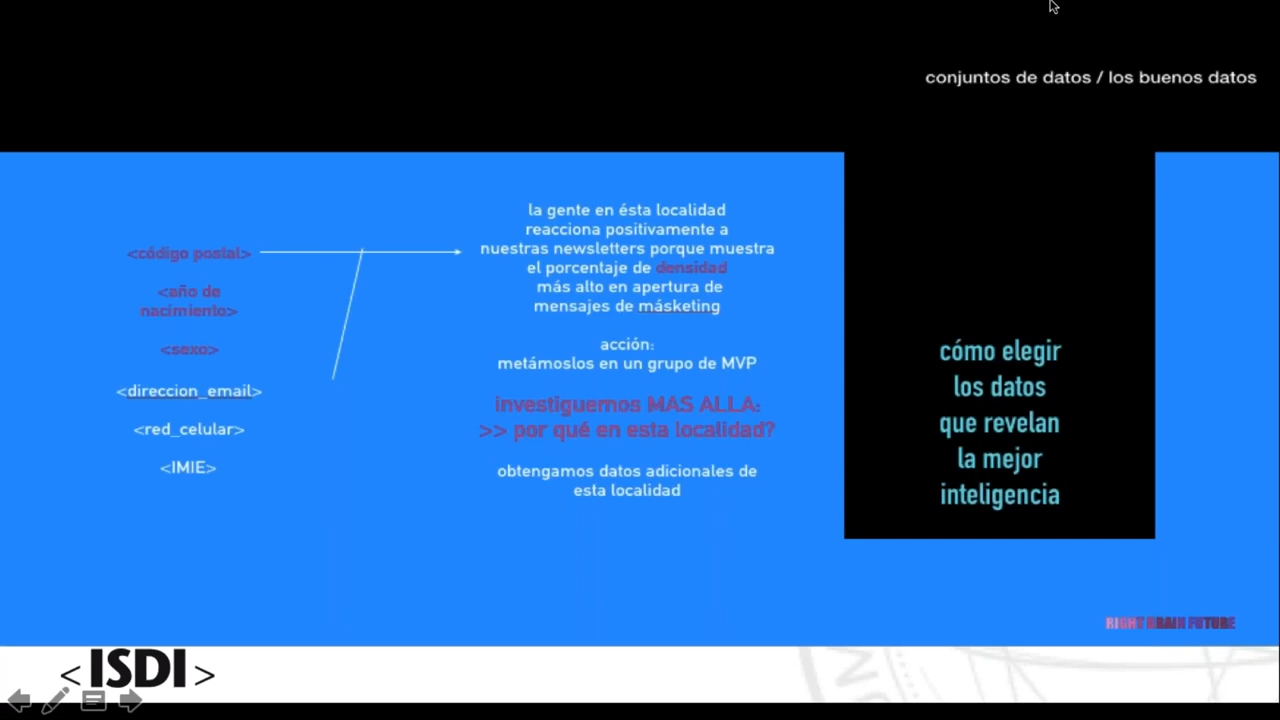 conjuntos de datos / los buenos datos
<código postal>
<año de
nacimiento>
<sexo>
<direccion_email>
<red_celular>
<IMIE>
la gente en ésta localidad
reacciona positivamente a
nuestras newsletters porque muestra
el porcentaje de densidad
más alto en apertura de
mensajes de másketing
acción:
metámoslos en un grupo de MVP
investiguemos MAS ALLA:
>> por qué en esta localidad?
obtengamos datos adicionales de
esta localidad
cómo elegir
los datos
que revelan
la mejor
inteligencia
RIGHT BRAIN FUTURE
<ISDI>